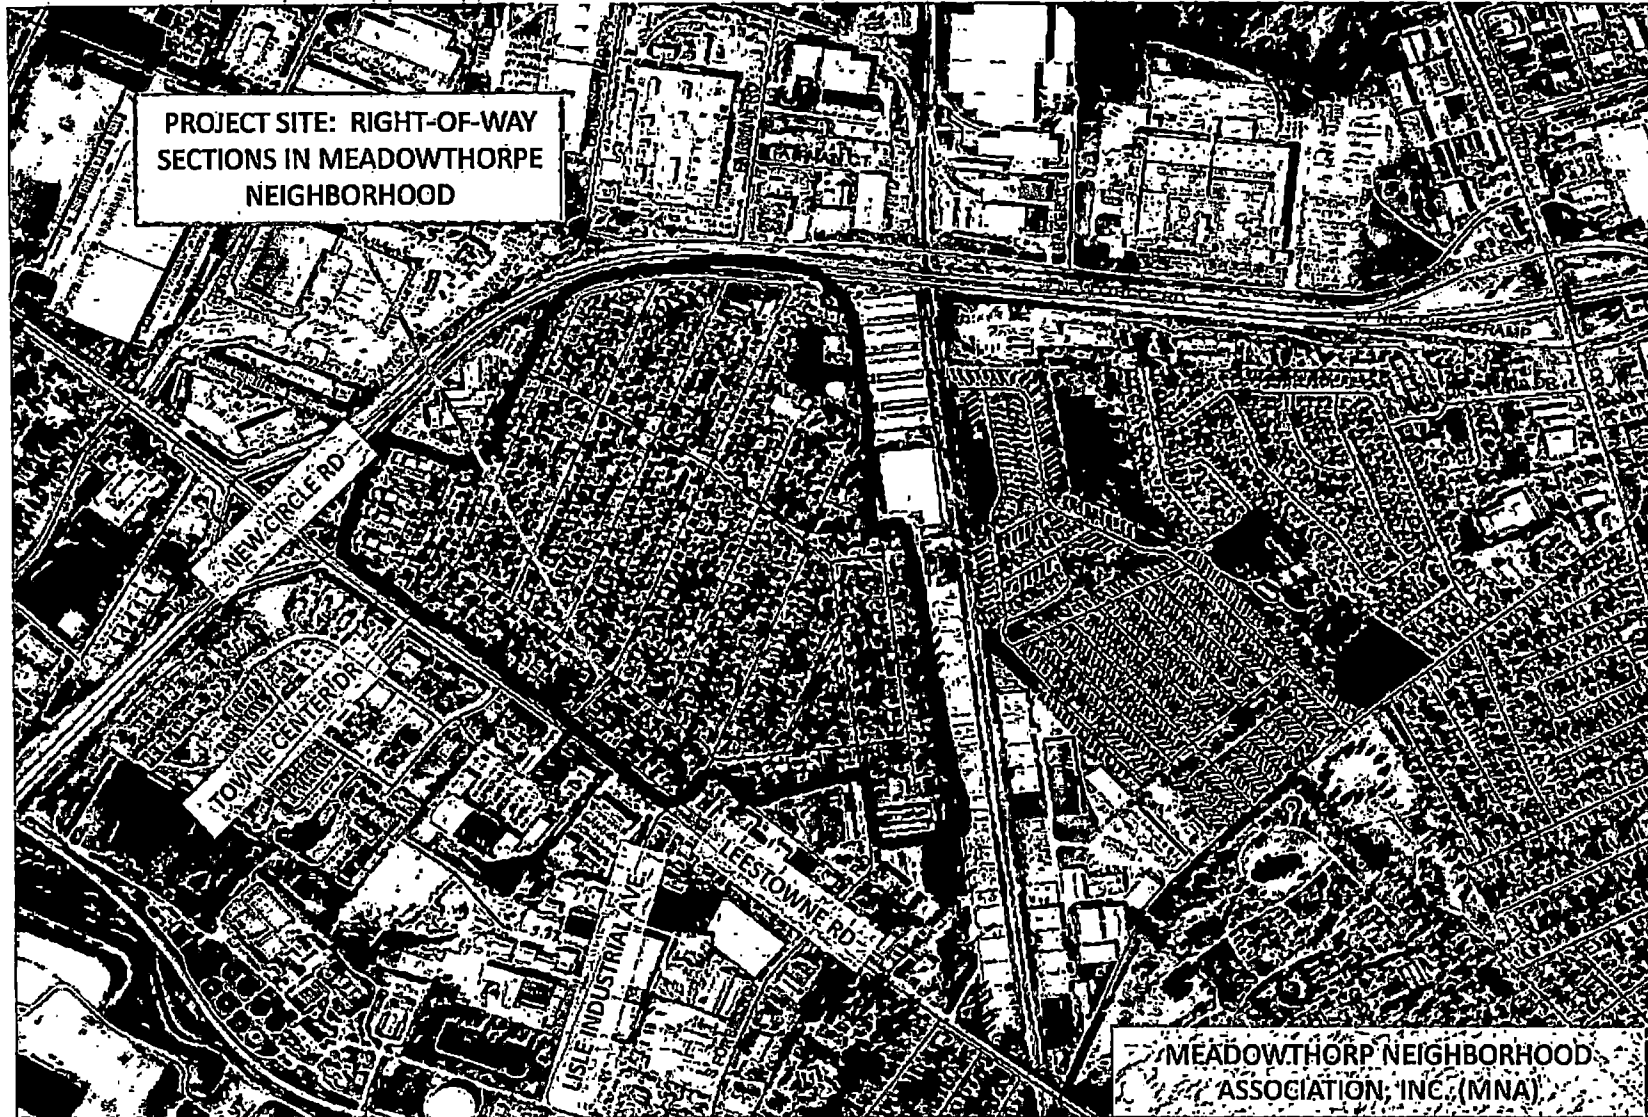 PROJECT SITE: RIGHT-OF-WAY
SECTIONS IN MEADOWTHORPE
NEIGHBORHOOD
NEW CIRCLE RD
TOWNE CENTER DR
LEESTOWNE RD
LISLE INDUSTRIAL AVE
MEADOWTHORP NEIGHBORHOOD
ASSOCIATION, INC. (MNA)